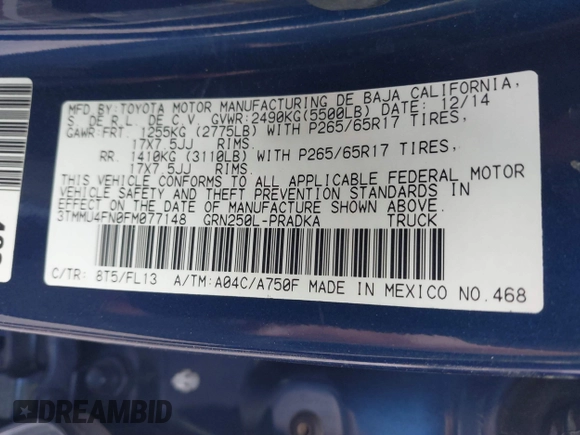 MFD. BY: TOYOTA MOTOR MANUFACTURING DE BAJA CALIFORNIA,
S. DE R.L. DE C.V. GVWR: 2490KG(5500LB) DATE: 12/14
GAWR:FRT. 1255KG (2775LB) WITH P265/65R17 TIRES,
17X7.5JJ RIMS.
RR. 1410KG (3110LB) WITH P265/65R17 TIRES,
17X7.5JJ RIMS.
THIS VEHICLE CONFORMS TO ALL APPLICABLE FEDERAL MOTOR
VEHICLE SAFETY AND THEFT PREVENTION STANDARDS IN
EFFECT ON THE DATE OF MANUFACTURE SHOWN ABOVE.
3TMMU4FN0FM077148 GRN250L-PRADKA TRUCK
C/TR: 8T5/FL13 A/TM:A04C/A750F MADE IN MEXICO NO.468
DREAMBID